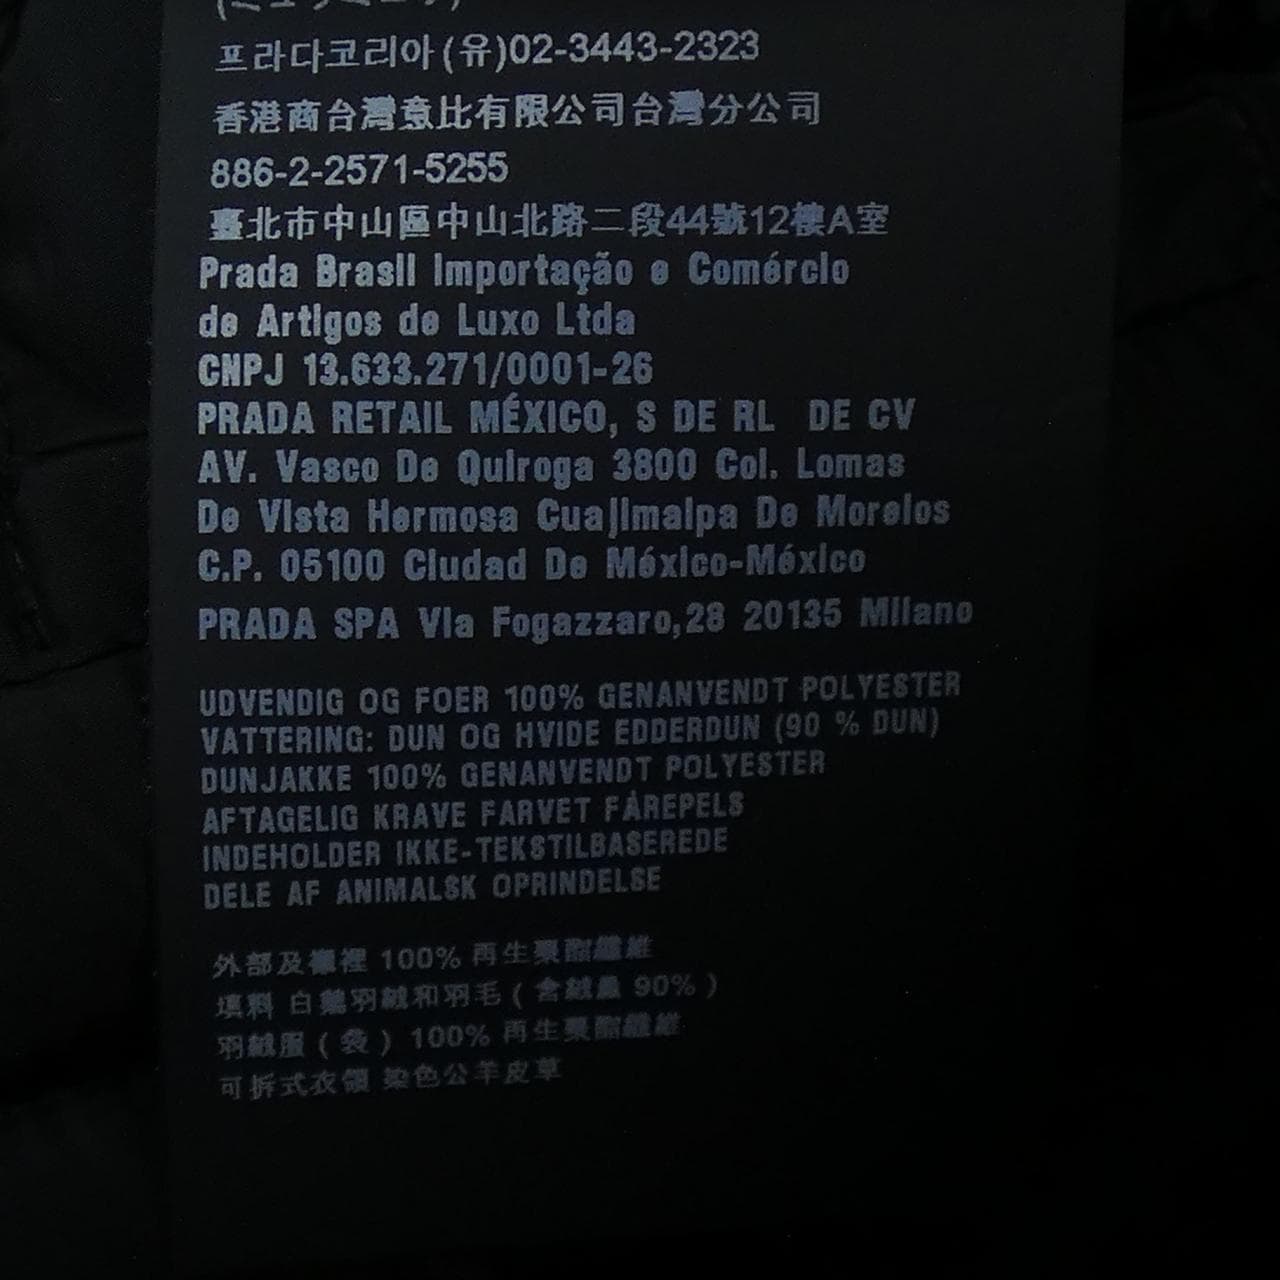 프라다코리아(유)02-3443-2323
香港商台灣意比有限公司台灣分公司
886-2-2571-5255
臺北市中山區中山北路二段44號12樓A室
Prada Brasil Importação e Comércio
de Artigos de Luxo Ltda
CNPJ 13.633.271/0001-26
PRADA RETAIL MÉXICO, S DE RL DE CV
AV. Vasco De Quiroga 3800 Col. Lomas
De Vista Hermosa Cuajimalpa De Morelos
C.P. 05100 Ciudad De México-México
PRADA SPA Via Fogazzaro,28 20135 Milano
UDVENDIG OG FOER 100% GENANVENDT POLYESTER
VATTERING: DUN OG HVIDE EDDERDUN (90 % DUN)
DUNJAKKE 100% GENANVENDT POLYESTER
AFTAGELIG KRAVE FARVET FÅREPELS
INDEHOLDER IKKE-TEKSTILBASEREDE
DELE AF ANIMALSK OPRINDELSE
外部及襯裡 100% 再生聚酯纖維
填料 白鵝羽絨和羽毛 ( 含絨量 90% )
羽絨服 ( 袋 ) 100% 再生聚酯纖維
可拆式衣領 染色公羊皮草